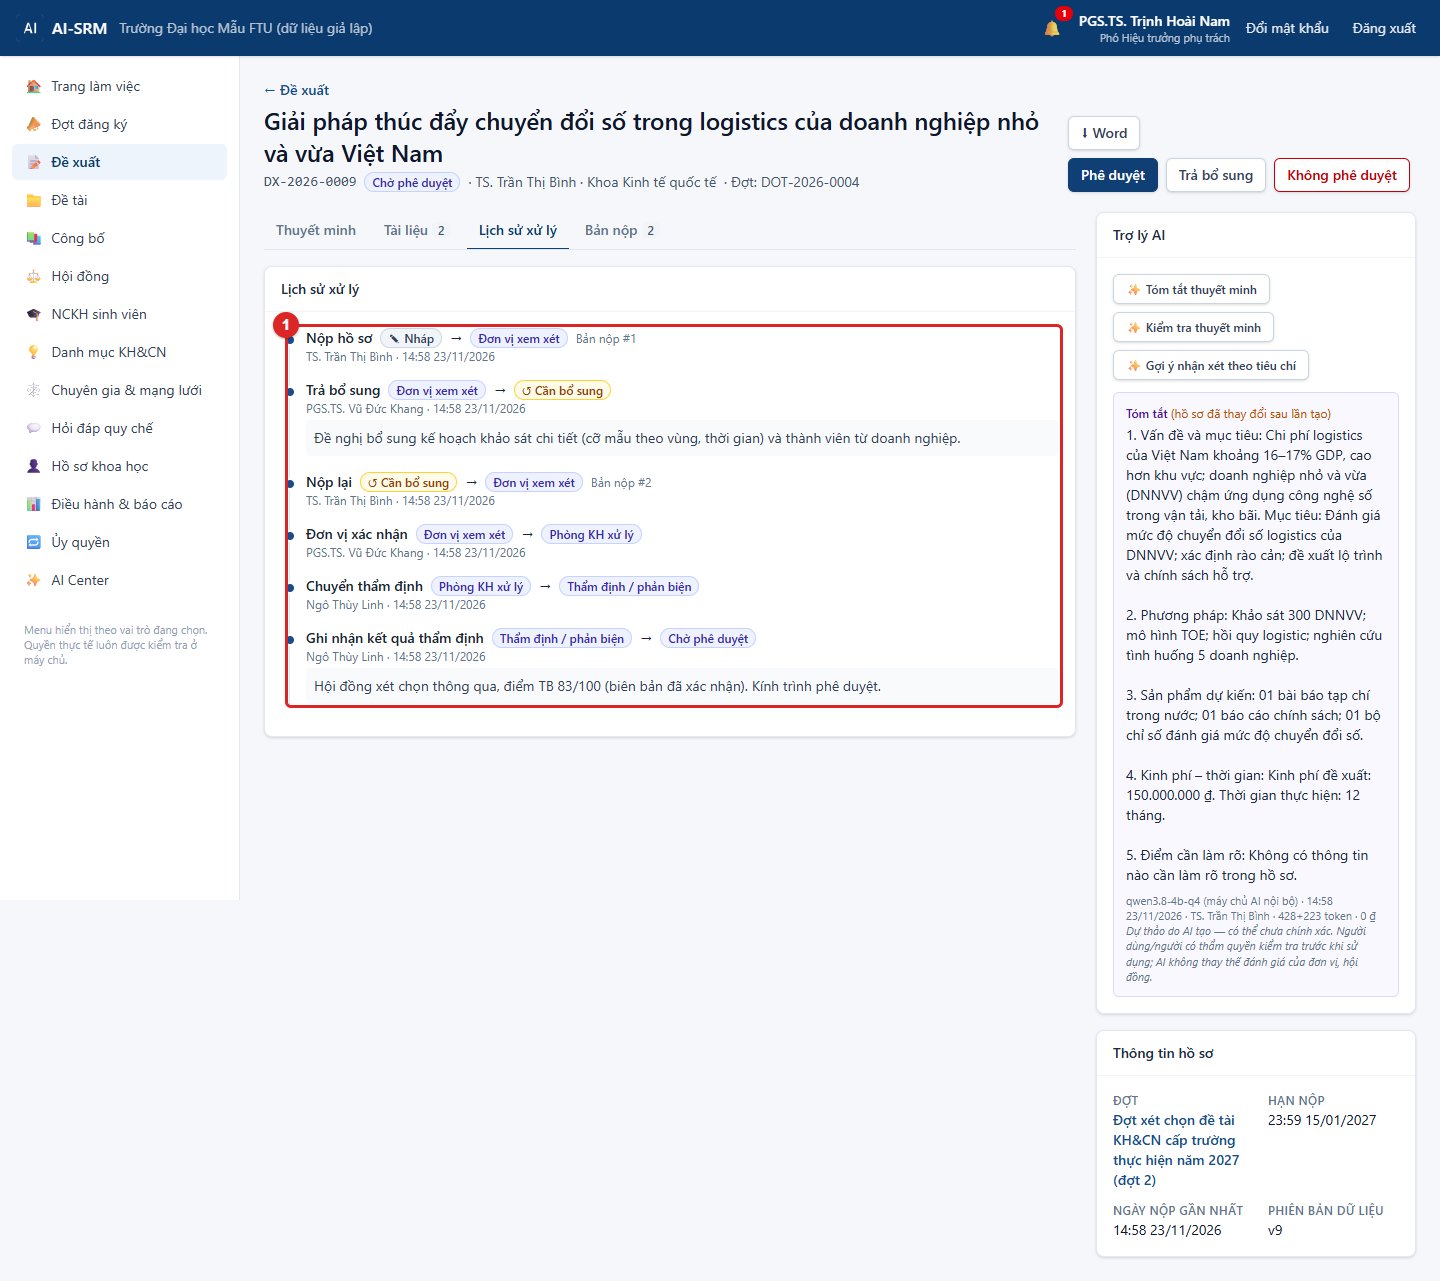 AI AI-SRM Trường Đại học Mẫu FTU (dữ liệu giả lập)
1
PGS.TS. Trịnh Hoài Nam
Phó Hiệu trưởng phụ trách
Đổi mật khẩu
Đăng xuất
Trang làm việc
Đợt đăng ký
Đề xuất
Đề tài
Công bố
Hội đồng
NCKH sinh viên
Danh mục KH&CN
Chuyên gia & mạng lưới
Hỏi đáp quy chế
Hồ sơ khoa học
Điều hành & báo cáo
Ủy quyền
AI Center
Menu hiển thị theo vai trò đang chọn.
Quyền thực tế luôn được kiểm tra ở
máy chủ.
← Đề xuất
Giải pháp thúc đẩy chuyển đổi số trong logistics của doanh nghiệp nhỏ
và vừa Việt Nam
DX-2026-0009 Chờ phê duyệt · TS. Trần Thị Bình · Khoa Kinh tế quốc tế · Đợt: DOT-2026-0004
⭳ Word
Phê duyệt
Trả bổ sung
Không phê duyệt
Thuyết minh
Tài liệu 2
Lịch sử xử lý
Bản nộp 2
Lịch sử xử lý
1
Nộp hồ sơ ✎ Nháp → Đơn vị xem xét Bản nộp #1
TS. Trần Thị Bình · 14:58 23/11/2026
Trả bổ sung Đơn vị xem xét → ↺ Cần bổ sung
PGS.TS. Vũ Đức Khang · 14:58 23/11/2026
Đề nghị bổ sung kế hoạch khảo sát chi tiết (cỡ mẫu theo vùng, thời gian) và thành viên từ doanh nghiệp.
Nộp lại ↺ Cần bổ sung → Đơn vị xem xét Bản nộp #2
TS. Trần Thị Bình · 14:58 23/11/2026
Đơn vị xác nhận Đơn vị xem xét → Phòng KH xử lý
PGS.TS. Vũ Đức Khang · 14:58 23/11/2026
Chuyển thẩm định Phòng KH xử lý → Thẩm định / phản biện
Ngô Thùy Linh · 14:58 23/11/2026
Ghi nhận kết quả thẩm định Thẩm định / phản biện → Chờ phê duyệt
Ngô Thùy Linh · 14:58 23/11/2026
Hội đồng xét chọn thông qua, điểm TB 83/100 (biên bản đã xác nhận). Kính trình phê duyệt.
Trợ lý AI
Tóm tắt thuyết minh
Kiểm tra thuyết minh
Gợi ý nhận xét theo tiêu chí
Tóm tắt (hồ sơ đã thay đổi sau lần tạo)
1. Vấn đề và mục tiêu: Chi phí logistics
của Việt Nam khoảng 16–17% GDP, cao
hơn khu vực; doanh nghiệp nhỏ và vừa
(DNNVV) chậm ứng dụng công nghệ số
trong vận tải, kho bãi. Mục tiêu: Đánh giá
mức độ chuyển đổi số logistics của
DNNVV; xác định rào cản; đề xuất lộ trình
và chính sách hỗ trợ.
2. Phương pháp: Khảo sát 300 DNNVV;
mô hình TOE; hồi quy logistic; nghiên cứu
tình huống 5 doanh nghiệp.
3. Sản phẩm dự kiến: 01 bài báo tạp chí
trong nước; 01 báo cáo chính sách; 01 bộ
chỉ số đánh giá mức độ chuyển đổi số.
4. Kinh phí – thời gian: Kinh phí đề xuất:
150.000.000 ₫. Thời gian thực hiện: 12
tháng.
5. Điểm cần làm rõ: Không có thông tin
nào cần làm rõ trong hồ sơ.
qwen3.8-4b-q4 (máy chủ AI nội bộ) · 14:58
23/11/2026 · TS. Trần Thị Bình · 428+223 token · 0 ₫
Dự thảo do AI tạo — có thể chưa chính xác. Người
dùng/người có thẩm quyền kiểm tra trước khi sử
dụng; AI không thay thế đánh giá của đơn vị, hội
đồng.
Thông tin hồ sơ
ĐỢT
Đợt xét chọn đề tài
KH&CN cấp trường
thực hiện năm 2027
(đợt 2)
HẠN NỘP
23:59 15/01/2027
NGÀY NỘP GẦN NHẤT
14:58 23/11/2026
PHIÊN BẢN DỮ LIỆU
v9